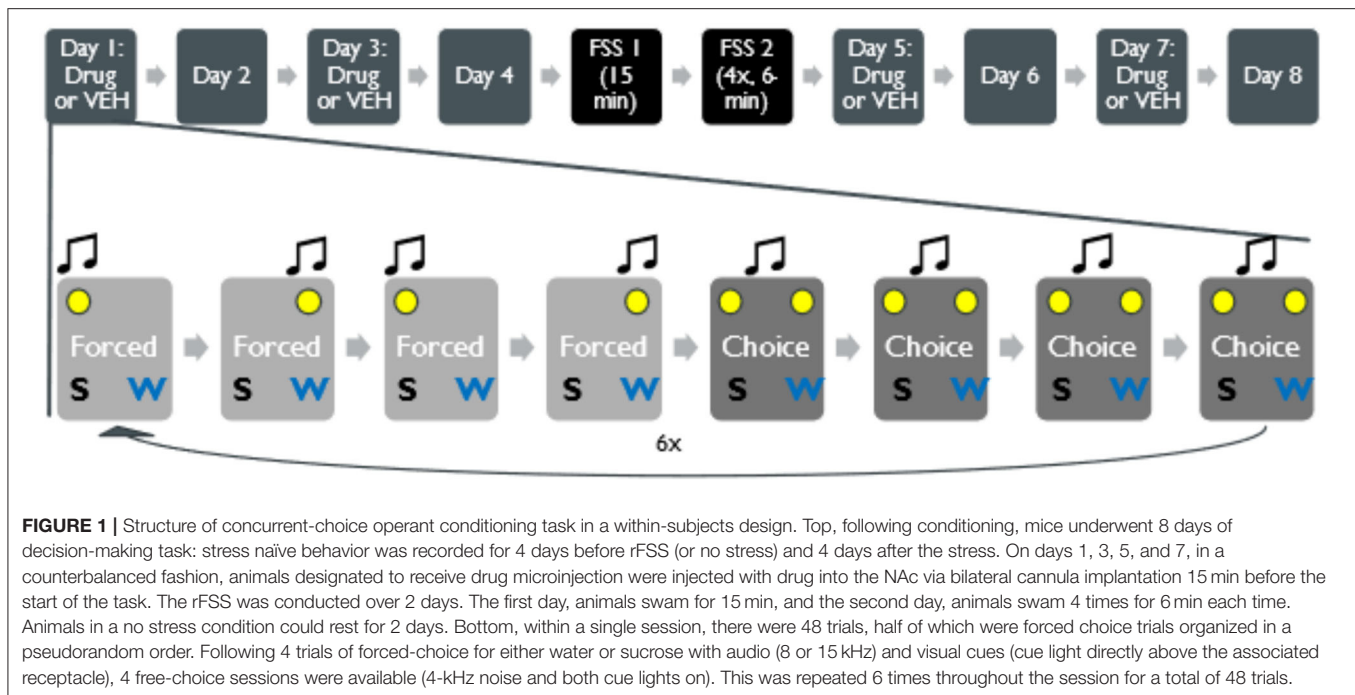 Day 1:
Drug
or VEH
Day 2
Day 3:
Drug
or VEH
Day 4
FSS 1
(15
min)
FSS 2
(4x, 6-
min)
Day 5:
Drug
or VEH
Day 6
Day 7:
Drug
or VEH
Day 8
Forced
S W
Forced
S W
Forced
S W
Forced
S W
Choice
S W
Choice
S W
Choice
S W
Choice
S W
6x
FIGURE 1 | Structure of concurrent-choice operant conditioning task in a within-subjects design. Top, following conditioning, mice underwent 8 days of
decision-making task: stress naïve behavior was recorded for 4 days before rFSS (or no stress) and 4 days after the stress. On days 1, 3, 5, and 7, in a
counterbalanced fashion, animals designated to receive drug microinjection were injected with drug into the NAc via bilateral cannula implantation 15 min before the
start of the task. The rFSS was conducted over 2 days. The first day, animals swam for 15 min, and the second day, animals swam 4 times for 6 min each time.
Animals in a no stress condition could rest for 2 days. Bottom, within a single session, there were 48 trials, half of which were forced choice trials organized in a
pseudorandom order. Following 4 trials of forced-choice for either water or sucrose with audio (8 or 15 kHz) and visual cues (cue light directly above the associated
receptacle), 4 free-choice sessions were available (4-kHz noise and both cue lights on). This was repeated 6 times throughout the session for a total of 48 trials.